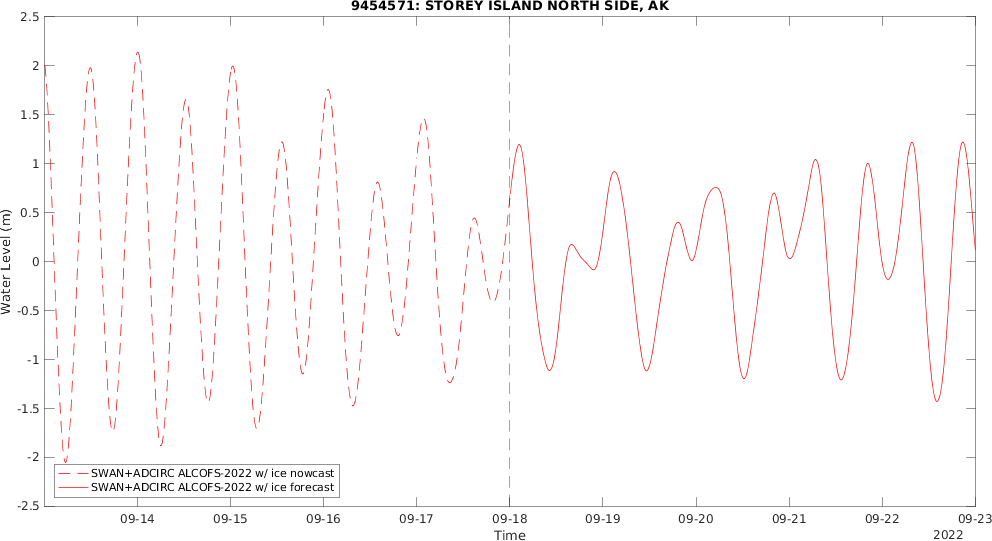 9454571: STOREY ISLAND NORTH SIDE, AK
2.5
2
1.5
1
0.5
0
-0.5
-1
-1.5
-2
-2.5
Water Level (m)
SWAN+ADCIRC ALCOFS-2022 w/ ice nowcast
SWAN+ADCIRC ALCOFS-2022 w/ ice forecast
09-14 09-15 09-16 09-17 09-18 09-19 09-20 09-21 09-22 09-23
Time
2022